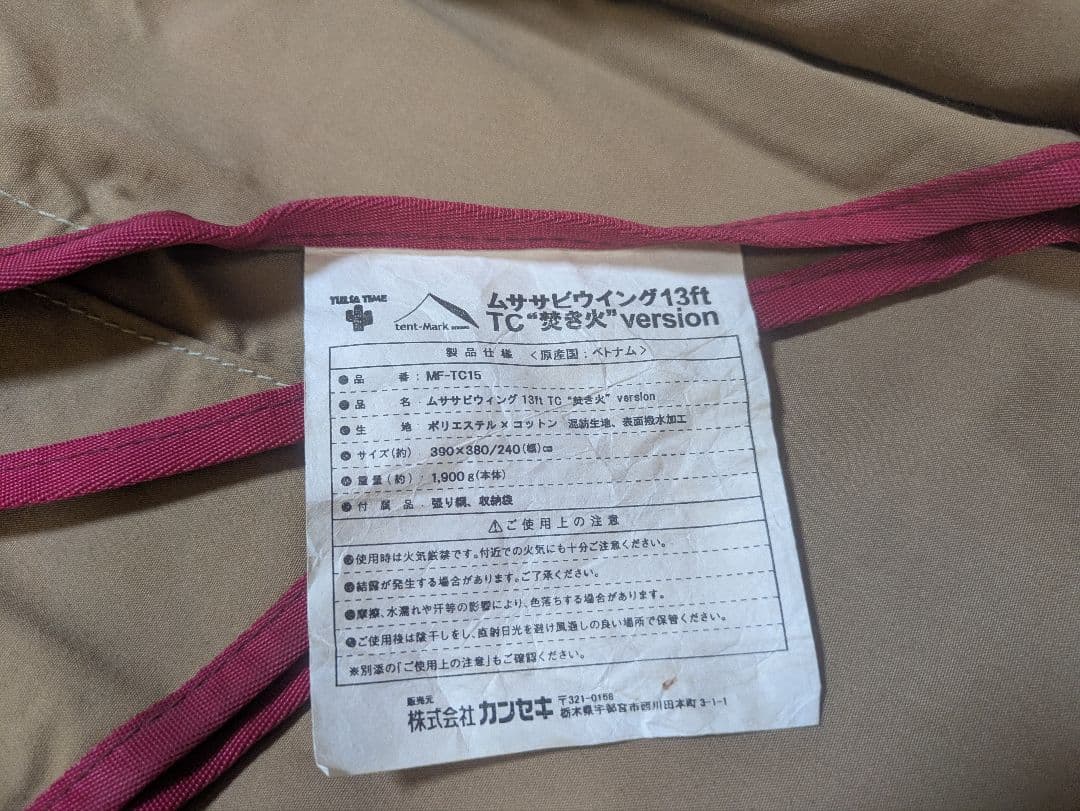 TULSA TIME
tent-Mark
ムササビウイング13ft
TC“焚き火”version
製品仕様 〈原産国：ベトナム〉
●品 番：MF-TC15
●品 名：ムササビウィング 13ft TC “焚き火” version
●生 地 ポリエステル×コットン 混紡生地、表面撥水加工
●サイズ(約) 390×380/240(幅)cm
●重量(約)：1,900g(本体)
●付属品 張り綱、収納袋
⚠ご使用上の注意
●使用時は火気厳禁です。付近での火気にも十分ご注意ください。
●結露が発生する場合があります。ご了承ください。
●摩擦、水濡れや汗等の影響により、色落ちする場合があります。
●ご使用後は陰干しをし、直射日光を避け風通しの良い場所で保管ください。
※別添の「ご使用上の注意」もご確認ください。
販売元
株式会社カンセキ 〒321-0158
栃木県宇都宮市西川田本町3-1-1